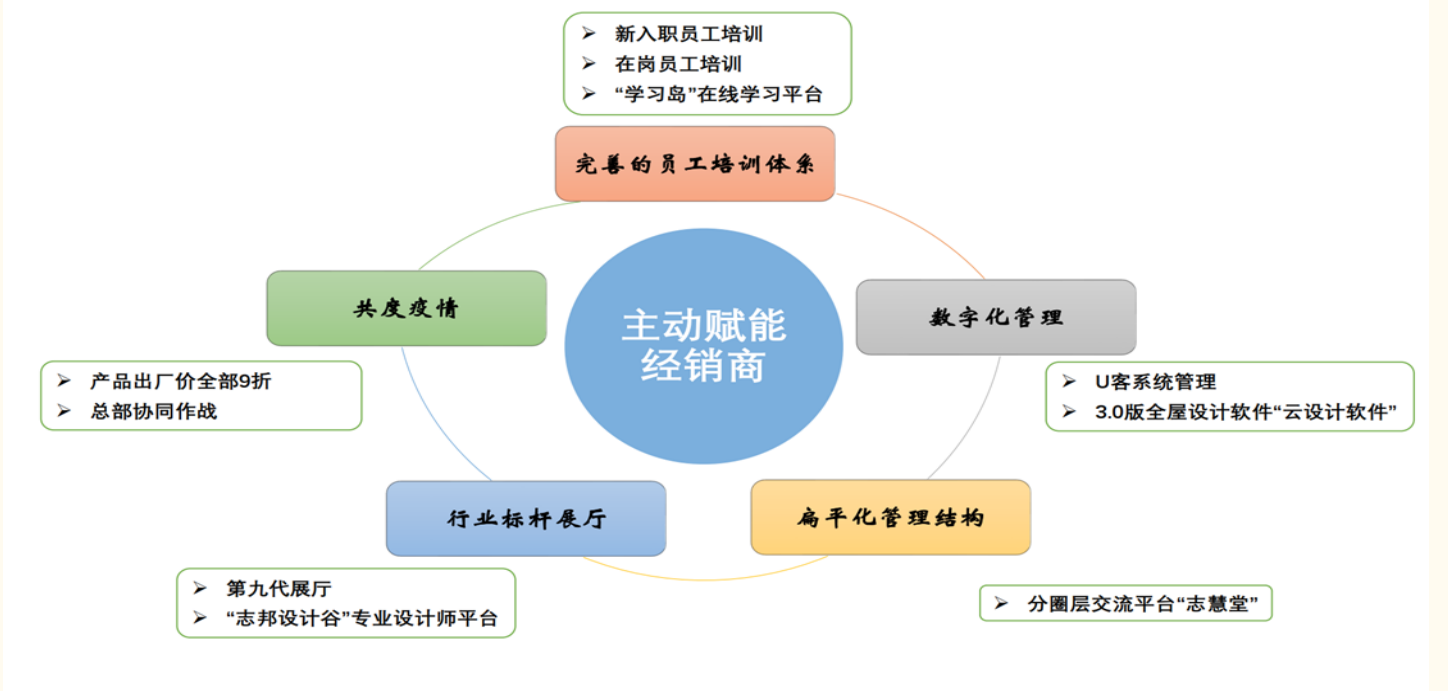 新入职员工培训
在岗员工培训
“学习岛”在线学习平台
完善的员工培训体系
共度疫情
主动赋能
经销商
数字化管理
产品出厂价全部9折
总部协同作战
U客系统管理
3.0版全屋设计软件“云设计软件”
行业标杆展厅
扁平化管理结构
第九代展厅
“志邦设计谷”专业设计师平台
分圈层交流平台“志慧堂”